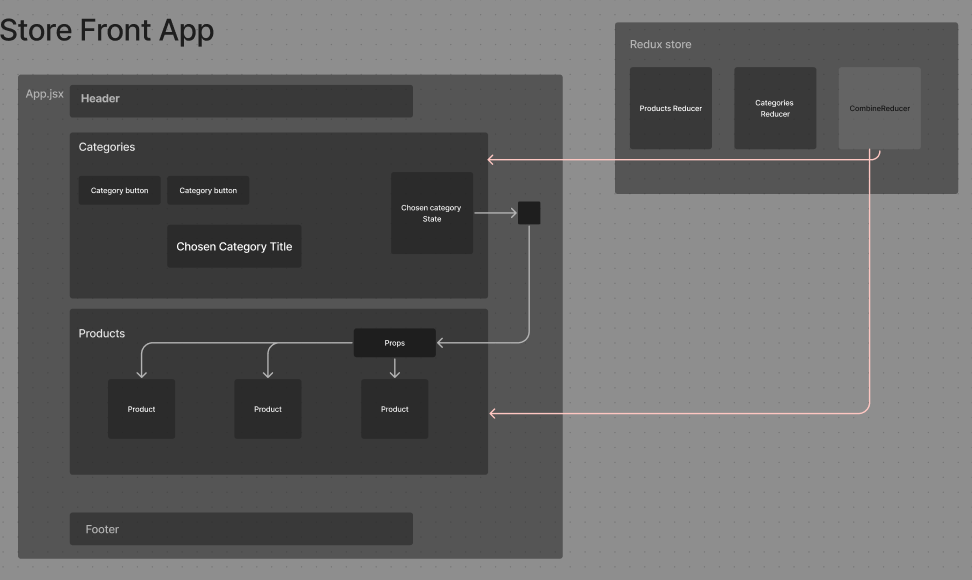 Store Front App
Redux store
Products Reducer
Categories
Reducer
CombineReducer
App.jsx
Header
Categories
Category button
Category button
Chosen category
State
Chosen Category Title
Products
Props
Product
Product
Product
Footer